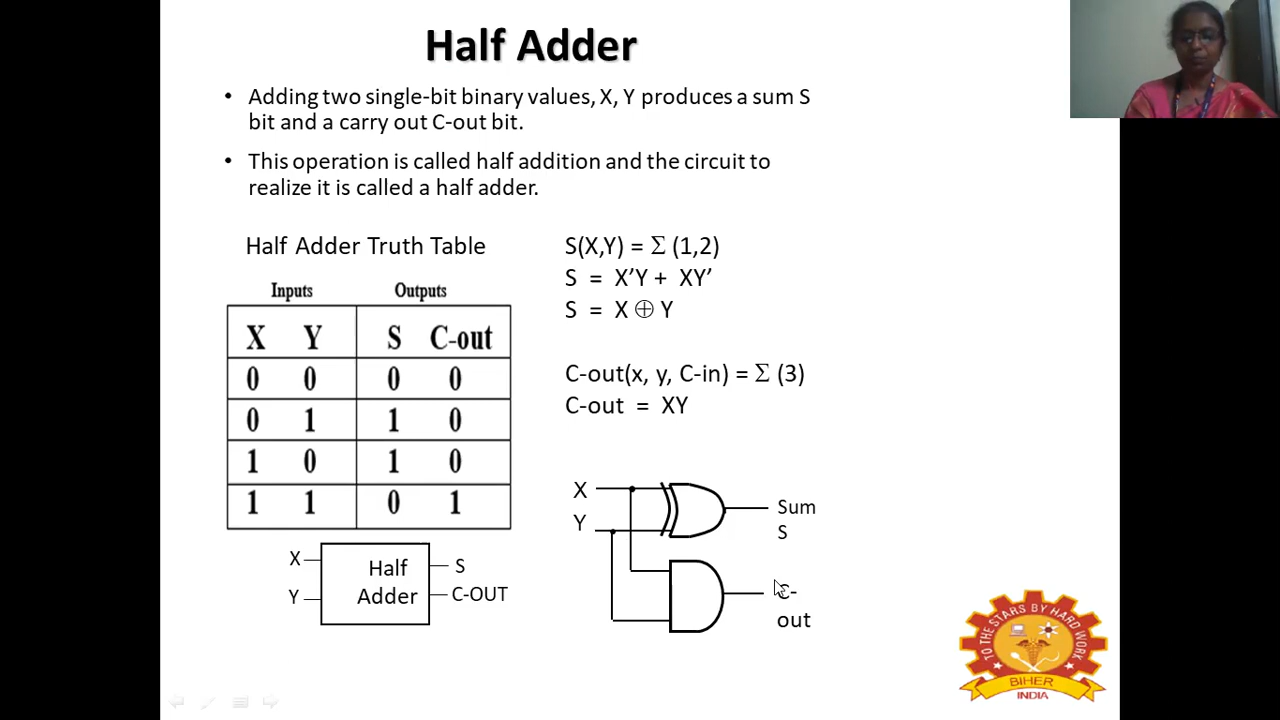 Half Adder
• Adding two single-bit binary values, X, Y produces a sum S
bit and a carry out C-out bit.
• This operation is called half addition and the circuit to
realize it is called a half adder.
Half Adder Truth Table
Inputs Outputs
X Y S C-out
0 0 0 0
0 1 1 0
1 0 1 0
1 1 0 1
X
Y
Half
Adder
S
C-OUT
S(X,Y) = Σ (1,2)
S = X’Y + XY’
S = X ⊕ Y
C-out(x, y, C-in) = Σ (3)
C-out = XY
X
Y
Sum
S
C-
out
TO THE STARS BY HARD WORK
BIHER
INDIA